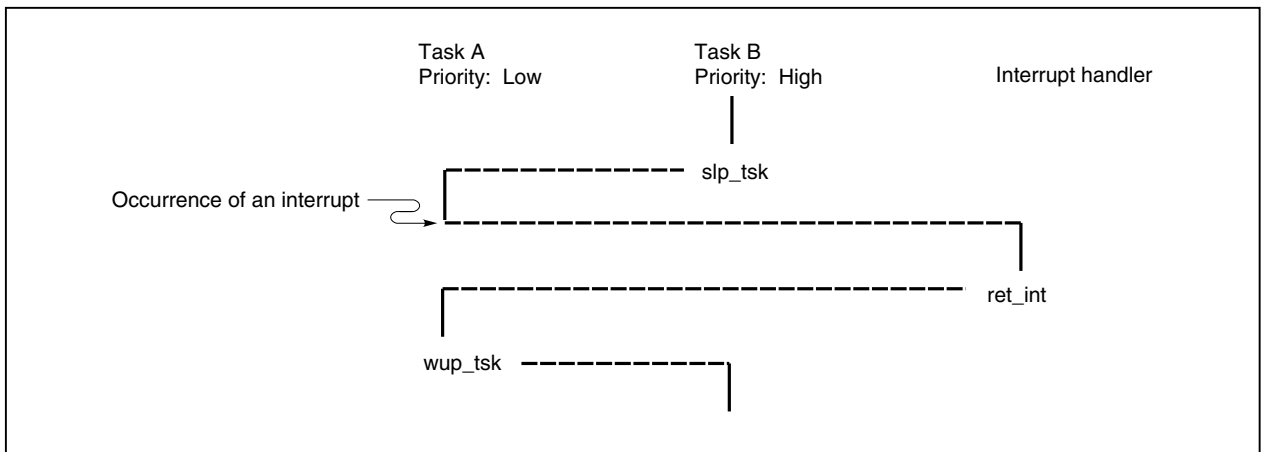 Task A
Priority: Low
Task B
Priority: High
Interrupt handler
slp_tsk
Occurrence of an interrupt
ret_int
wup_tsk